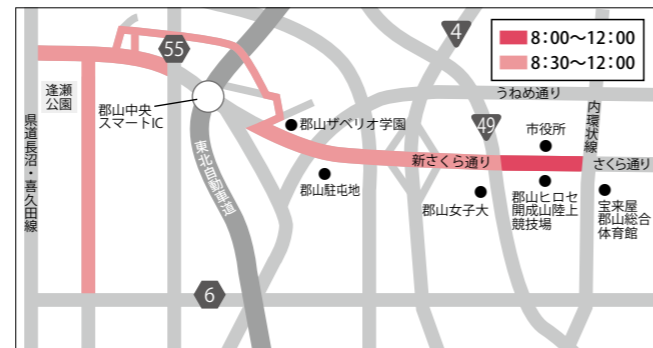 8:00〜12:00
8:30〜12:00
55
4
逢瀬
公園
郡山中央
スマートIC
うねめ通り
内環状線
県道長沼・喜久田線
東北自動車道
郡山ザベリオ学園
49
市役所
新さくら通り
さくら通り
郡山駐屯地
郡山女子大
郡山ヒロセ
開成山陸上
競技場
宝来屋
郡山総合
体育館
6